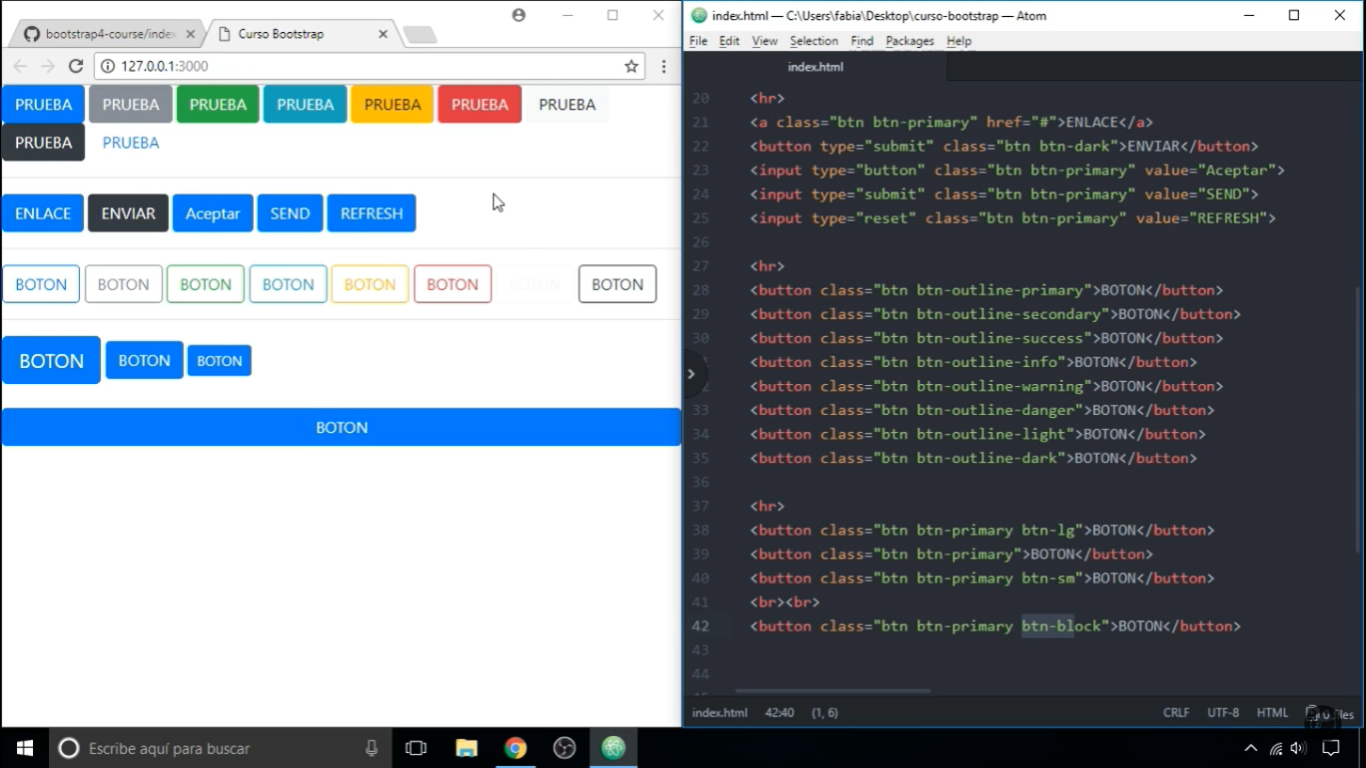 bootstrap4-course/index
Curso Bootstrap
127.0.0.1:3000
PRUEBA PRUEBA PRUEBA PRUEBA PRUEBA PRUEBA PRUEBA
PRUEBA PRUEBA
ENLACE ENVIAR Aceptar SEND REFRESH
BOTON BOTON BOTON BOTON BOTON BOTON BOTON BOTON
BOTON BOTON BOTON
BOTON
index.html — C:\Users\fabia\Desktop\curso-bootstrap — Atom
File Edit View Selection Find Packages Help
index.html
20 <hr>
21 <a class="btn btn-primary" href="#">ENLACE</a>
22 <button type="submit" class="btn btn-dark">ENVIAR</button>
23 <input type="button" class="btn btn-primary" value="Aceptar">
24 <input type="submit" class="btn btn-primary" value="SEND">
25 <input type="reset" class="btn btn-primary" value="REFRESH">
26
27 <hr>
28 <button class="btn btn-outline-primary">BOTON</button>
29 <button class="btn btn-outline-secondary">BOTON</button>
30 <button class="btn btn-outline-success">BOTON</button>
<button class="btn btn-outline-info">BOTON</button>
2 <button class="btn btn-outline-warning">BOTON</button>
33 <button class="btn btn-outline-danger">BOTON</button>
34 <button class="btn btn-outline-light">BOTON</button>
35 <button class="btn btn-outline-dark">BOTON</button>
36
37 <hr>
38 <button class="btn btn-primary btn-lg">BOTON</button>
39 <button class="btn btn-primary">BOTON</button>
40 <button class="btn btn-primary btn-sm">BOTON</button>
41 <br><br>
42 <button class="btn btn-primary btn-block">BOTON</button>
43
44
index.html 42:40 (1, 6) CRLF UTF-8 HTML
Escribe aquí para buscar